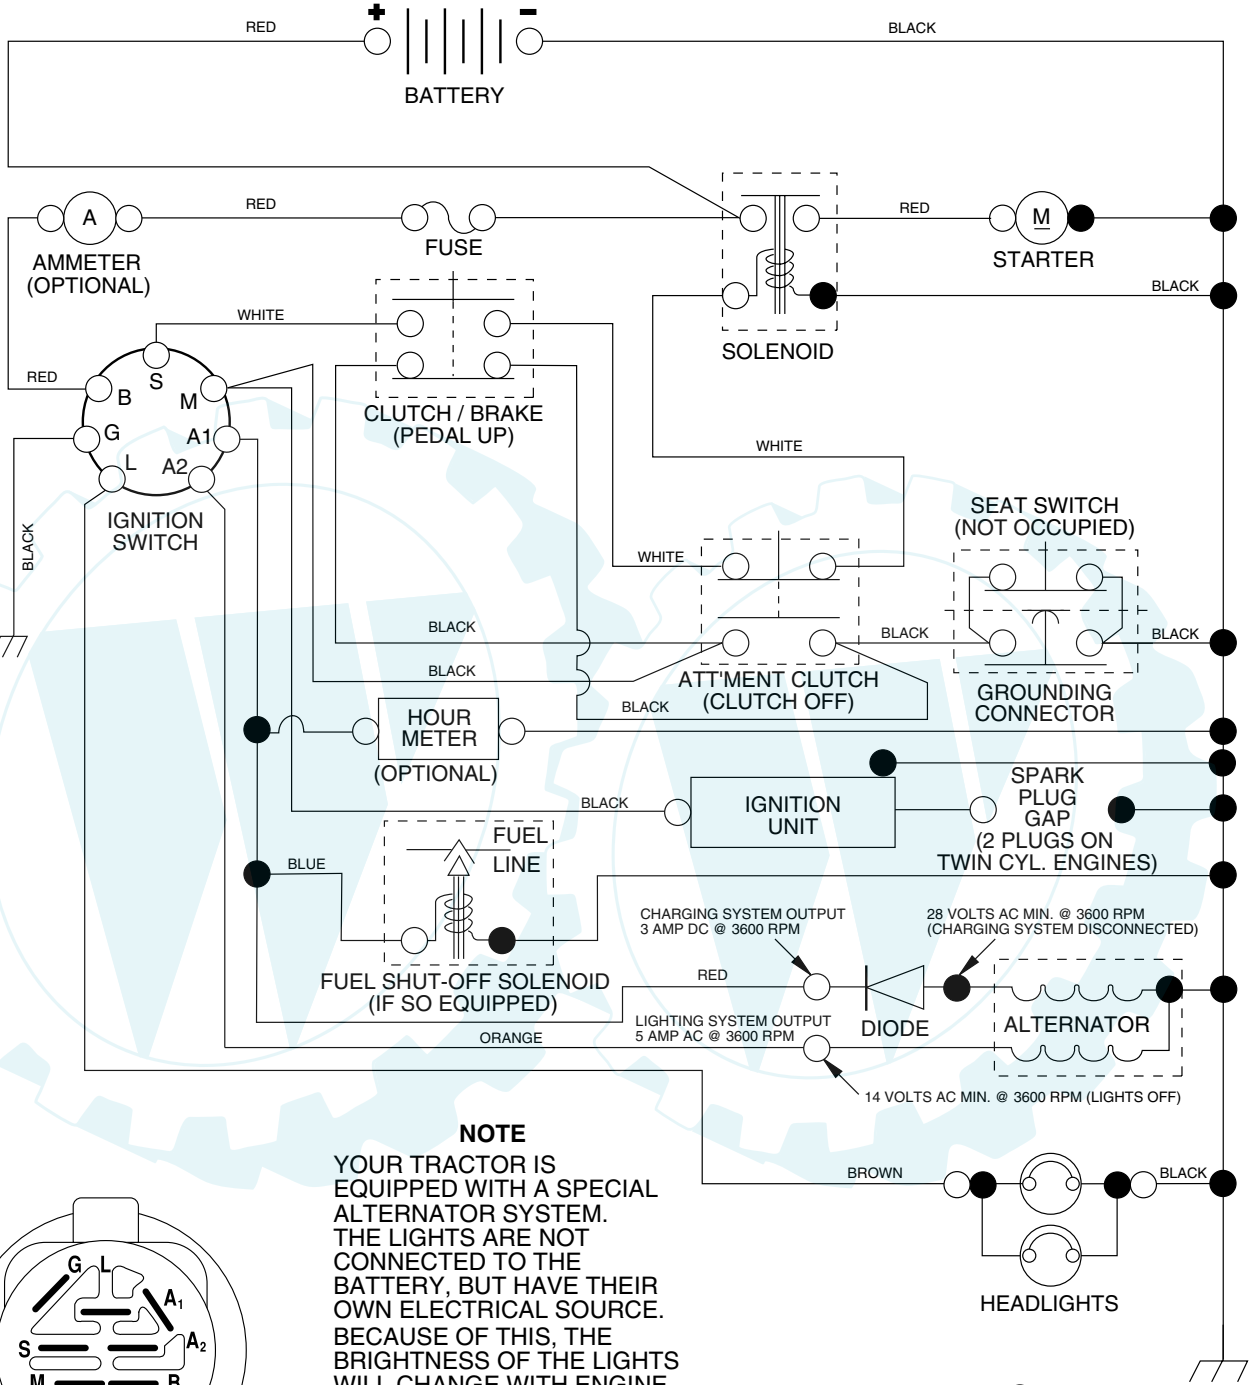 + -
RED
BLACK
BATTERY
A
RED
FUSE
RED
M
AMMETER
(OPTIONAL)
STARTER
BLACK
WHITE
SOLENOID
RED
S
B
M
G
A1
L
A2
CLUTCH / BRAKE
(PEDAL UP)
WHITE
IGNITION
SWITCH
BLACK
SEAT SWITCH
(NOT OCCUPIED)
WHITE
BLACK
BLACK
BLACK
BLACK
ATT'MENT CLUTCH
(CLUTCH OFF)
BLACK
GROUNDING
CONNECTOR
HOUR
METER
(OPTIONAL)
BLACK
IGNITION
UNIT
SPARK
PLUG
GAP
(2 PLUGS ON
TWIN CYL. ENGINES)
FUEL
LINE
BLUE
FUEL SHUT-OFF SOLENOID
(IF SO EQUIPPED)
CHARGING SYSTEM OUTPUT
3 AMP DC @ 3600 RPM
28 VOLTS AC MIN. @ 3600 RPM
(CHARGING SYSTEM DISCONNECTED)
RED
DIODE
ALTERNATOR
LIGHTING SYSTEM OUTPUT
5 AMP AC @ 3600 RPM
ORANGE
14 VOLTS AC MIN. @ 3600 RPM (LIGHTS OFF)
NOTE
YOUR TRACTOR IS
EQUIPPED WITH A SPECIAL
ALTERNATOR SYSTEM.
THE LIGHTS ARE NOT
CONNECTED TO THE
BATTERY, BUT HAVE THEIR
OWN ELECTRICAL SOURCE.
BECAUSE OF THIS, THE
BRIGHTNESS OF THE LIGHTS
WILL CHANGE WITH ENGINE
BROWN
BLACK
HEADLIGHTS
G L
A1
A2
S
M
B